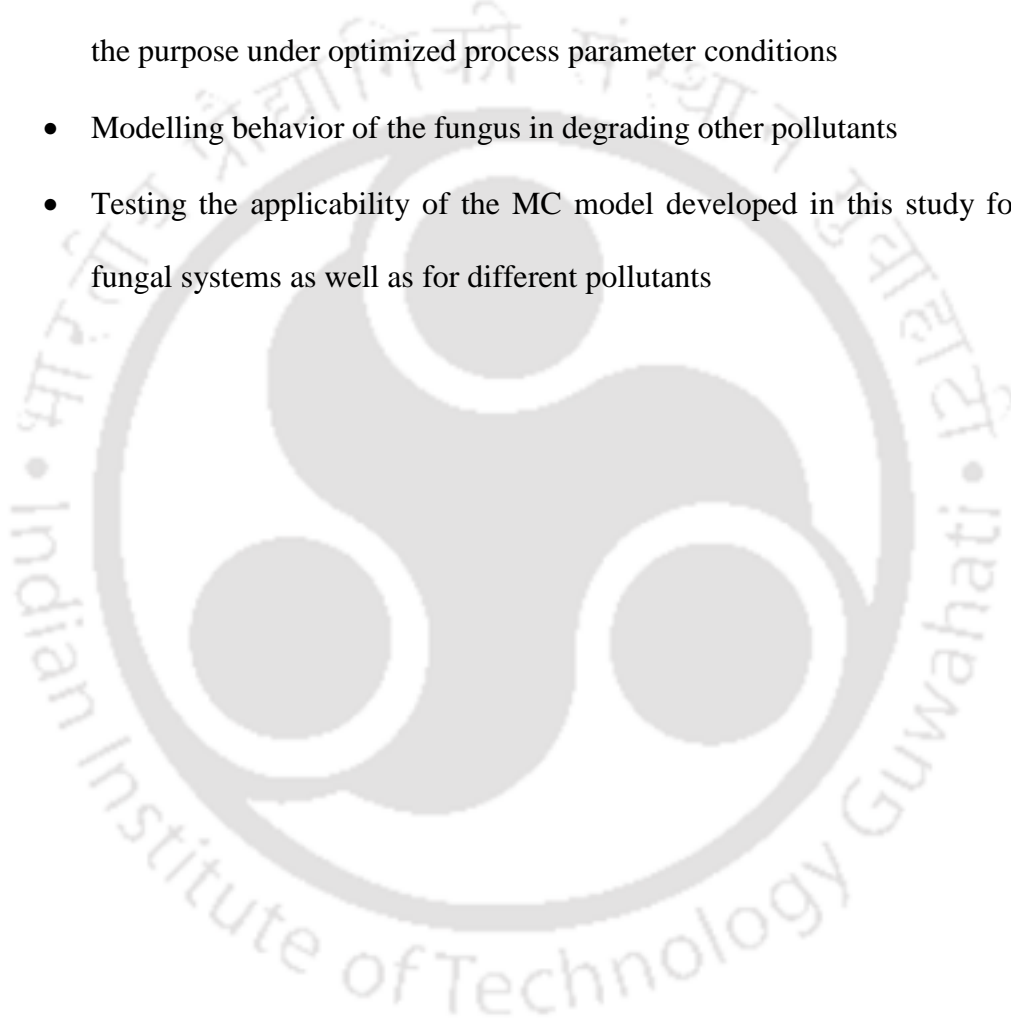 the purpose under optimized process parameter conditions
• Modelling behavior of the fungus in degrading other pollutants
• Testing the applicability of the MC model developed in this study fo
fungal systems as well as for different pollutants
भारतीय प्रौद्योगिकी संस्थान गुवाहाटी
• Indian Institute of Technology Guwahati •